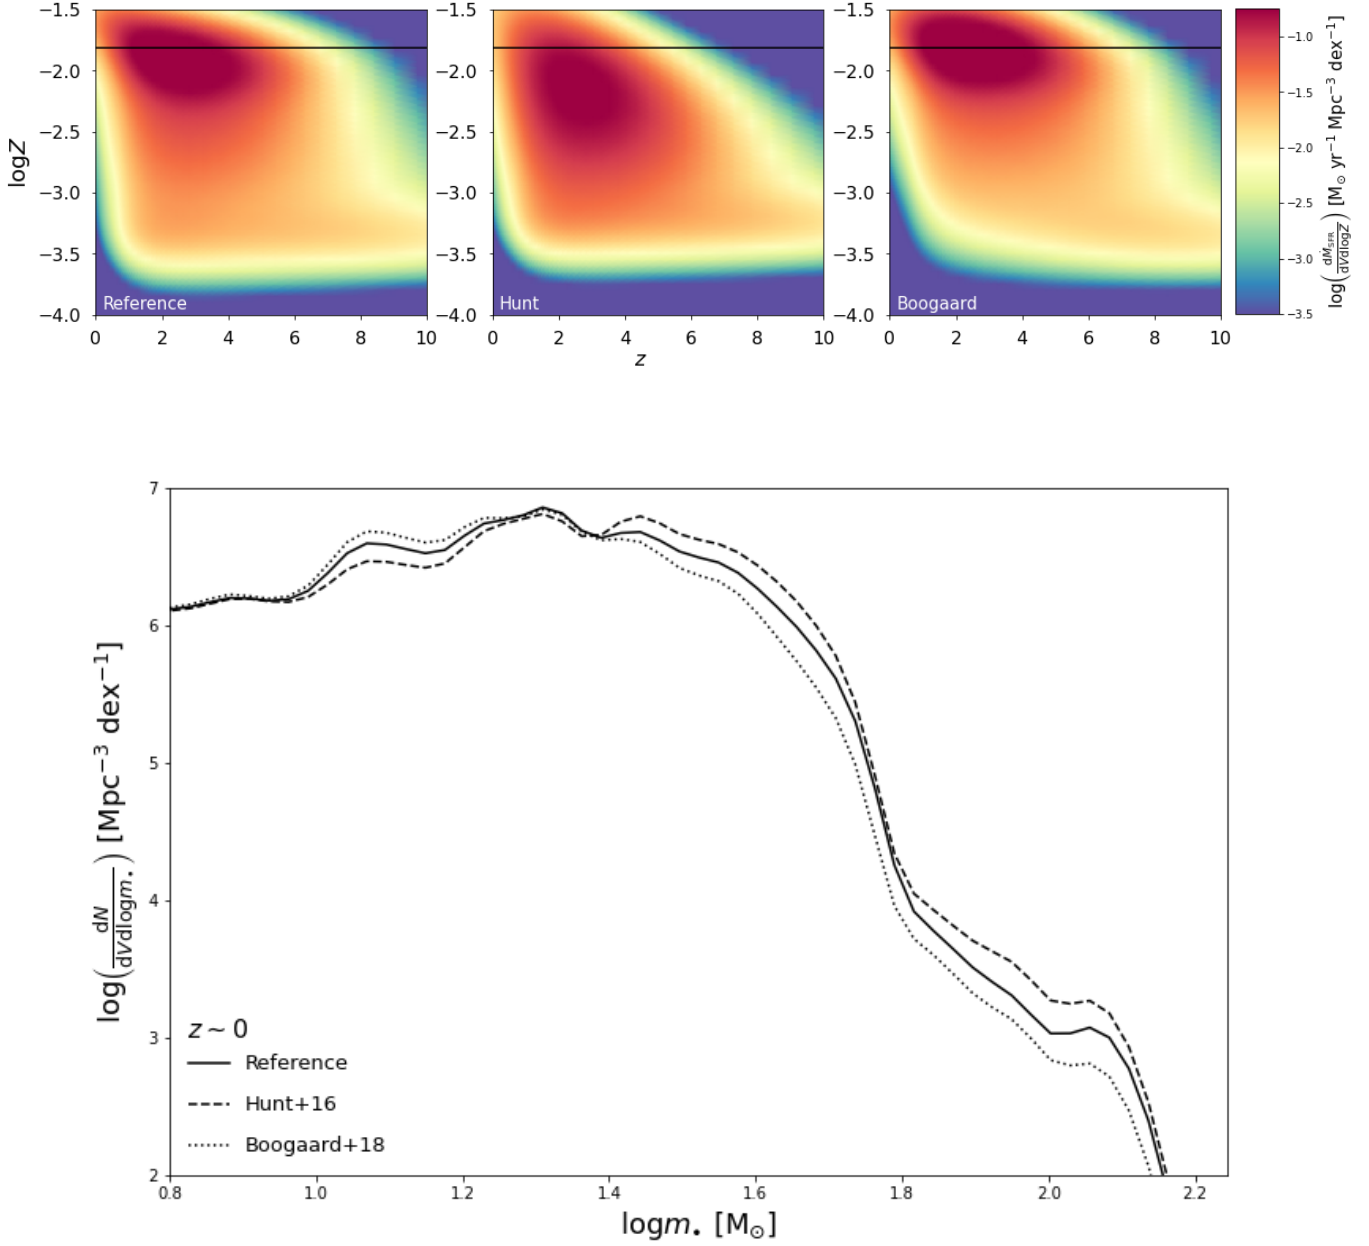 −1.5
−2.0
−2.5
−3.0
−3.5
−4.0
logZ
0 2 4 6 8 10
Reference
−1.5
−2.0
−2.5
−3.0
−3.5
−4.0
0 2 4 6 8 10
z
Hunt
−1.5
−2.0
−2.5
−3.0
−3.5
−4.0
0 2 4 6 8 10
Boogaard
−1.0
−1.5
−2.0
−2.5
−3.0
−3.5
log(dṀ_SFR/dVdlogZ) [M⊙ yr⁻¹ Mpc⁻³ dex⁻¹]
7
6
5
4
3
2
log(dN/dVdlogm•) [Mpc⁻³ dex⁻¹]
z ~ 0
Reference
Hunt+16
Boogaard+18
0.8 1.0 1.2 1.4 1.6 1.8 2.0 2.2
logm• [M⊙]